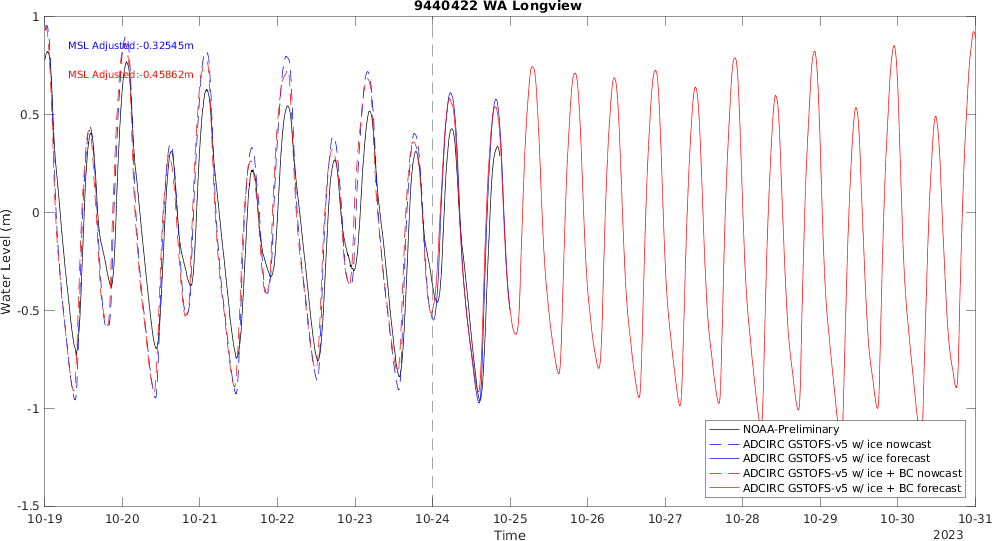 9440422 WA Longview
MSL Adjusted:-0.32545m
MSL Adjusted:-0.45862m
Water Level (m)
1
0.5
0
-0.5
-1
-1.5
NOAA-Preliminary
ADCIRC GSTOFS-v5 w/ ice nowcast
ADCIRC GSTOFS-v5 w/ ice forecast
ADCIRC GSTOFS-v5 w/ ice + BC nowcast
ADCIRC GSTOFS-v5 w/ ice + BC forecast
10-19 10-20 10-21 10-22 10-23 10-24 10-25 10-26 10-27 10-28 10-29 10-30 10-31
Time
2023